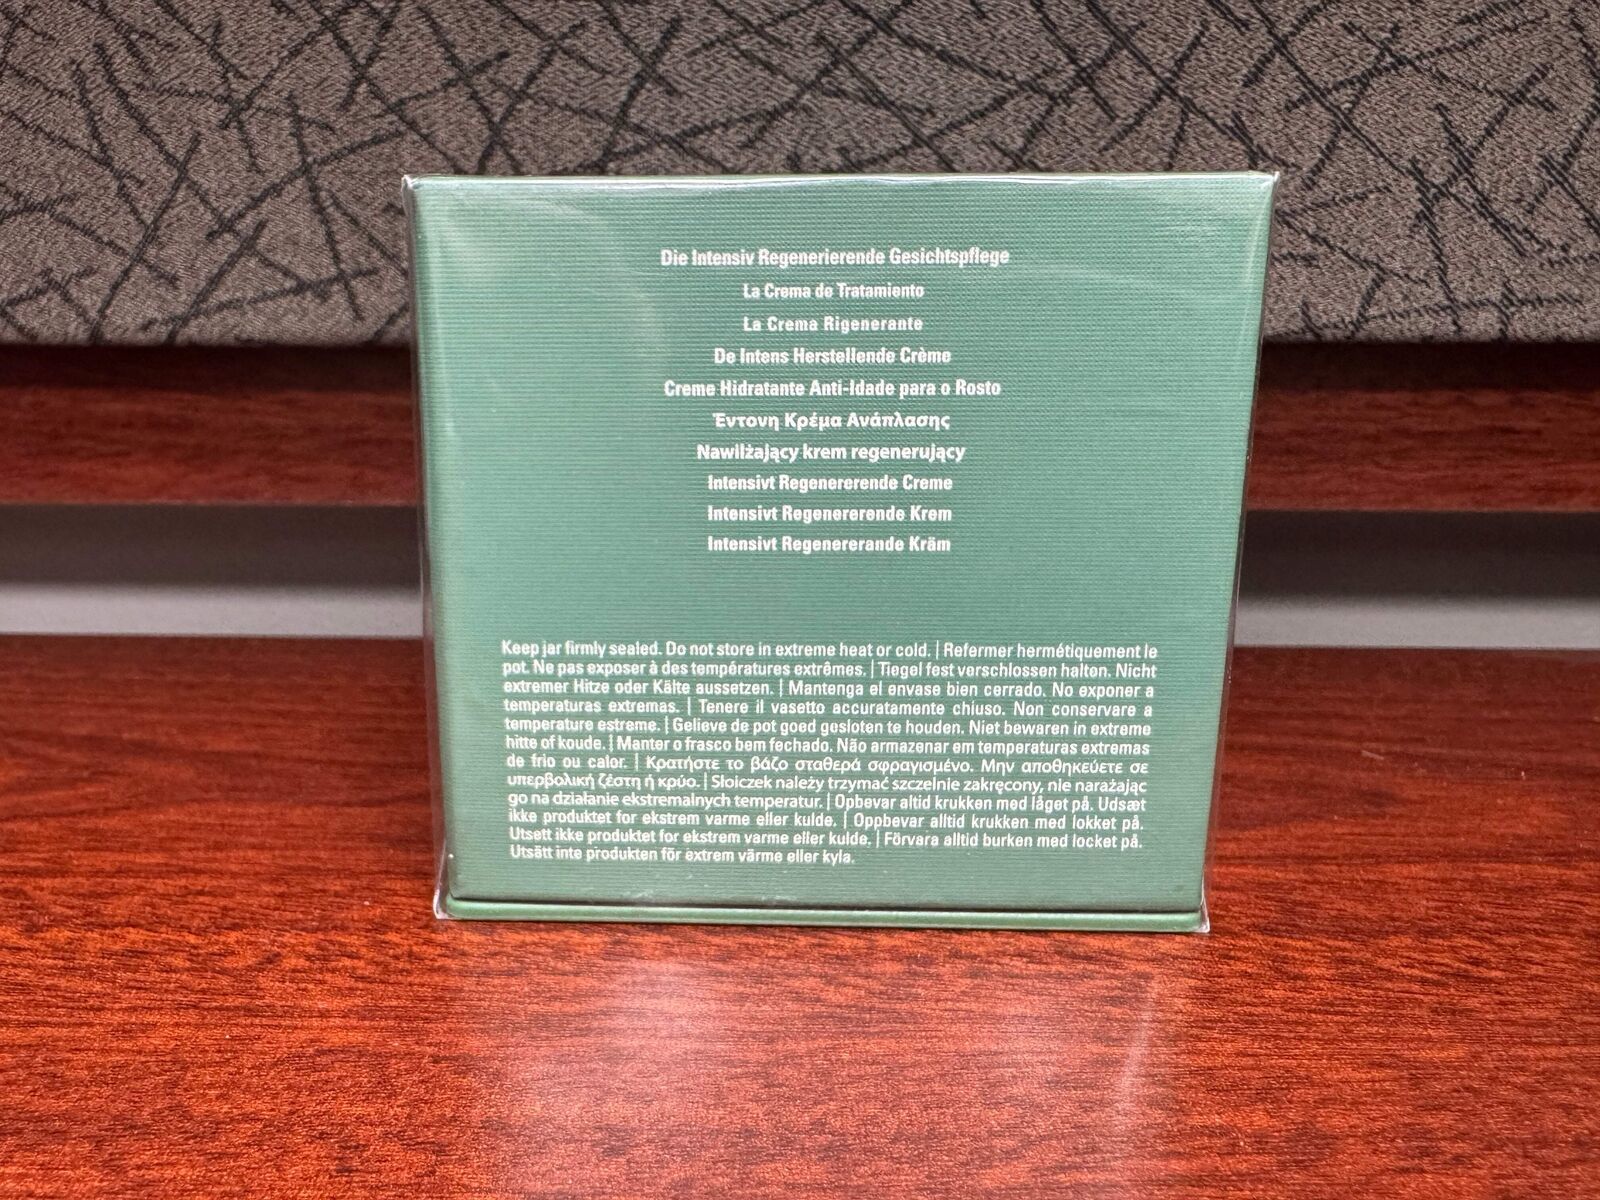 Die Intensiv Regenerierende Gesichtspflege
La Crema de Tratamiento
La Crema Rigenerante
De Intens Herstellende Crème
Creme Hidratante Anti-Idade para o Rosto
Έντονη Κρέμα Ανάπλασης
Nawilżający krem regenerujący
Intensivt Regenererende Creme
Intensivt Regenererende Krem
Intensivt Regenererande Kräm
Keep jar firmly sealed. Do not store in extreme heat or cold. | Refermer hermétiquement le
pot. Ne pas exposer à des températures extrêmes. | Tiegel fest verschlossen halten. Nicht
extremer Hitze oder Kälte aussetzen. | Mantenga el envase bien cerrado. No exponer a
temperaturas extremas. | Tenere il vasetto accuratamente chiuso. Non conservare a
temperature estreme. | Gelieve de pot goed gesloten te houden. Niet bewaren in extreme
hitte of koude. | Manter o frasco bem fechado. Não armazenar em temperaturas extremas
de frio ou calor. | Κρατήστε το βάζο σταθερά σφραγισμένο. Μην αποθηκεύετε σε
υπερβολική ζέστη ή κρύο. | Słoiczek należy trzymać szczelnie zakręcony, nie narażając
go na działanie ekstremalnych temperatur. | Opbevar altid krukken med låget på. Udsæt
ikke produktet for ekstrem varme eller kulde. | Oppbevar alltid krukken med lokket på.
Utsett ikke produktet for ekstrem varme eller kulde. | Förvara alltid burken med locket på.
Utsätt inte produkten för extrem värme eller kyla.